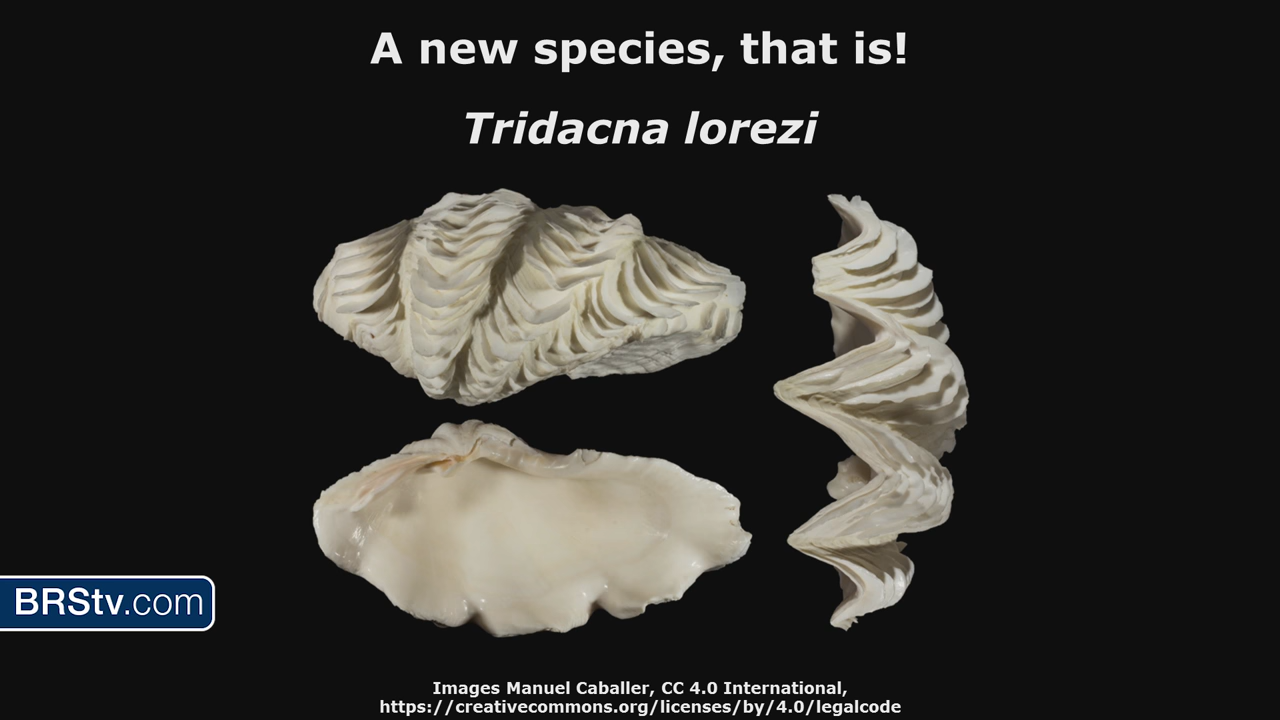 A new species, that is!
Tridacna lorezi
BRStv.com
Images Manuel Caballer, CC 4.0 International,
https://creativecommons.org/licenses/by/4.0/legalcode